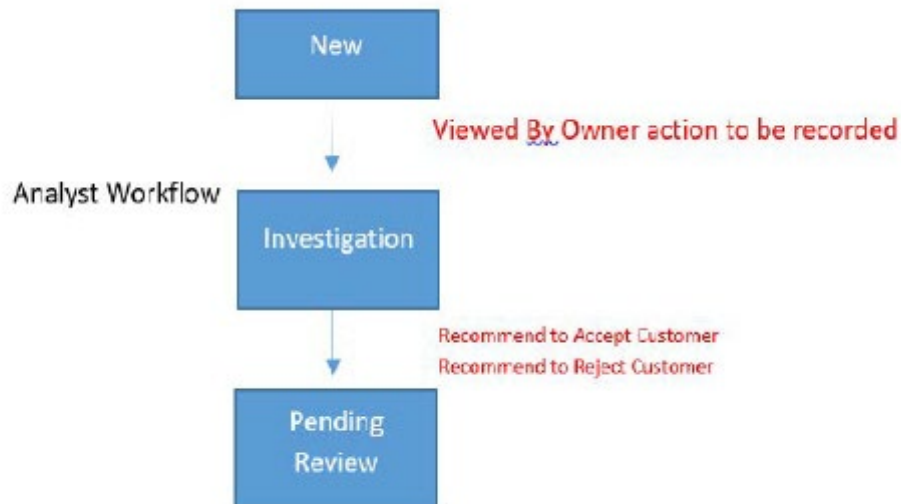 New
Viewed By Owner action to be recorded
Analyst Workflow
Investigation
Recommend to Accept Customer
Recommend to Reject Customer
Pending
Review